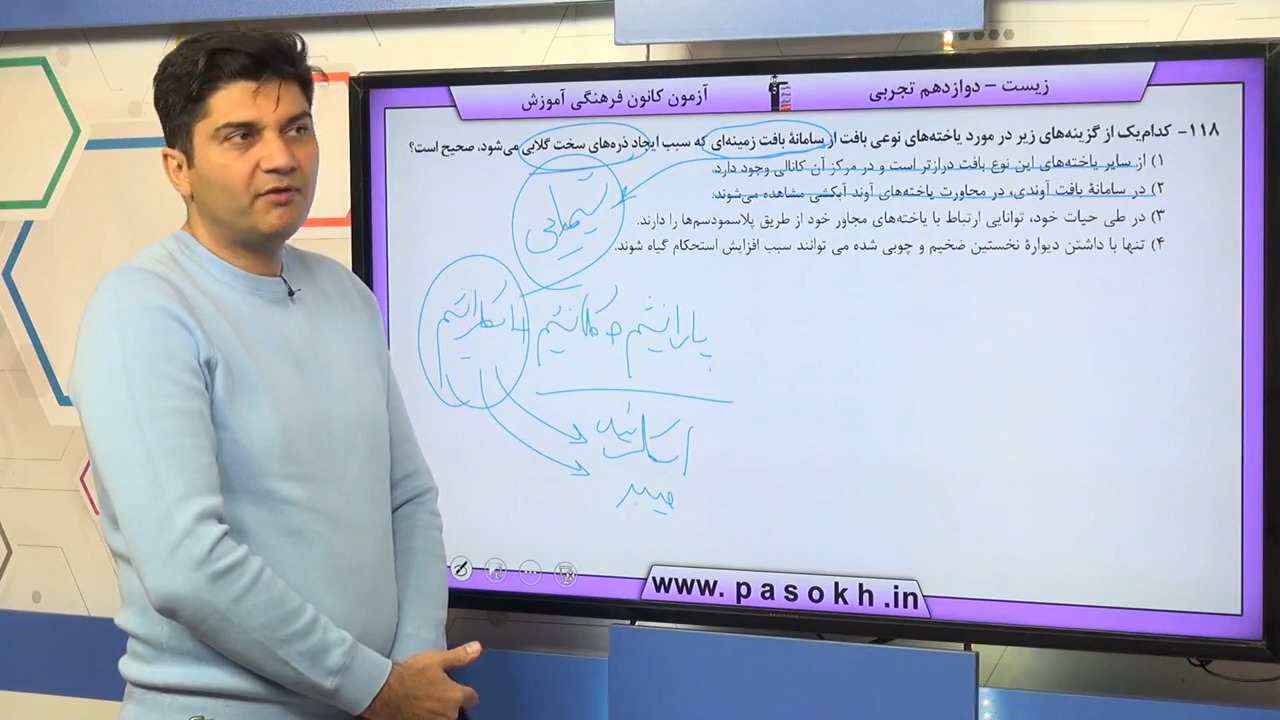 زیست – دوازدهم تجربی
آزمون کانون فرهنگی آموزش
۱۱۸- کدام‌یک از گزینه‌های زیر در مورد یاخته‌های نوعی بافت از سامانهٔ بافت زمینه‌ای که سبب ایجاد ذره‌های سخت گلابی می‌شود، صحیح است؟
۱) از سایر یاخته‌های این نوع بافت درازتر است و در مرکز آن کانالی وجود دارد.
۲) در سامانهٔ بافت آوندی، در مجاورت یاخته‌های آوند آبکشی مشاهده می‌شوند.
۳) در طی حیات خود، توانایی ارتباط با یاخته‌های مجاور خود از طریق پلاسمودسم‌ها را دارند.
۴) تنها با داشتن دیوارهٔ نخستین ضخیم و چوبی شده می توانند سبب افزایش استحکام گیاه شوند.
پارانشیم + کلانشیم + اسکلرانشیم
اسکلرئید
فیبر
www.pasokh.in